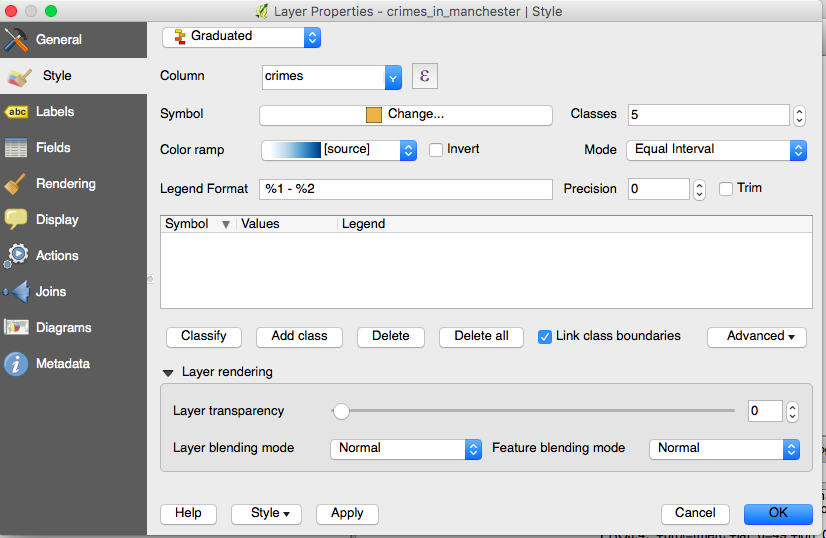 Layer Properties - crimes_in_manchester | Style
General
Style
Labels
Fields
Rendering
Display
Actions
Joins
Diagrams
Metadata
Graduated
Column crimes ε
Symbol Change... Classes 5
Color ramp [source] Invert Mode Equal Interval
Legend Format %1 - %2 Precision 0 Trim
Symbol Values Legend
Classify Add class Delete Delete all Link class boundaries Advanced
Layer rendering
Layer transparency 0
Layer blending mode Normal Feature blending mode Normal
Help Style Apply Cancel OK